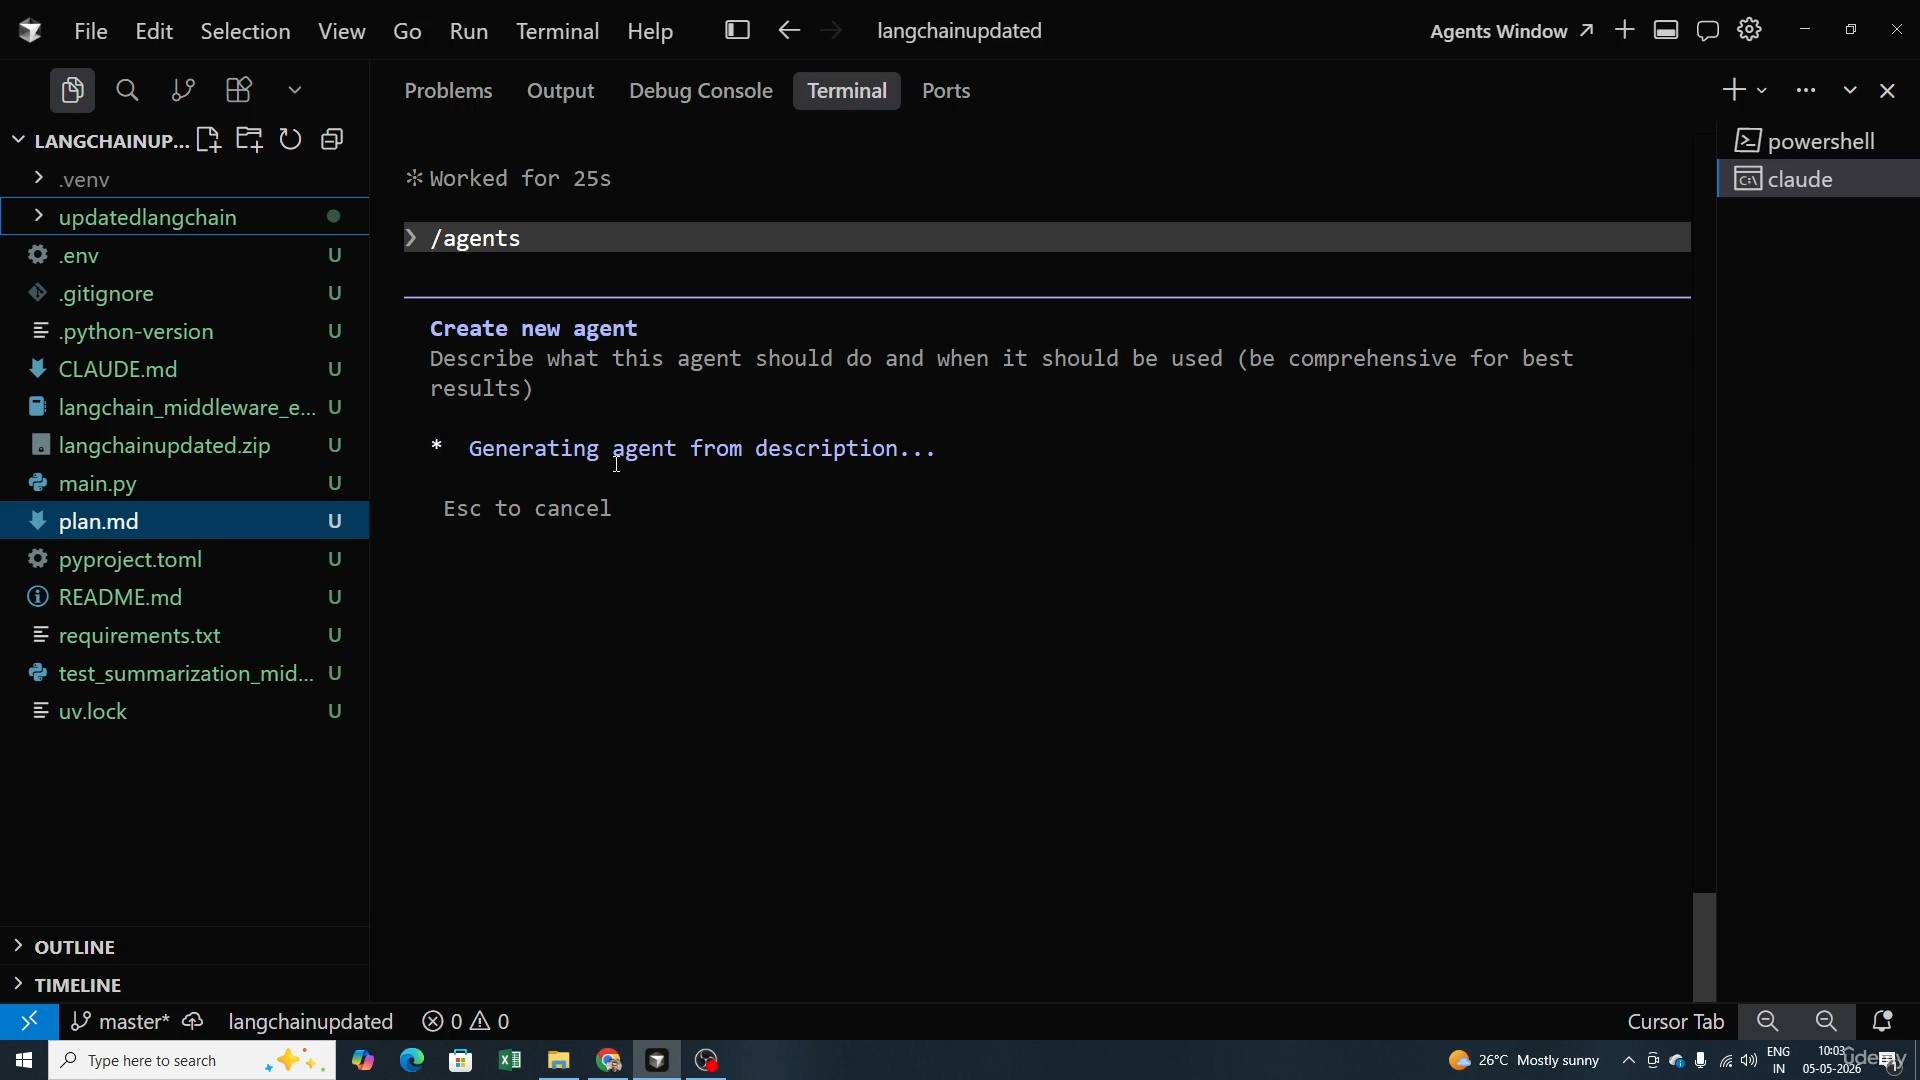 File Edit Selection View Go Run Terminal Help langchainupdated Agents Window
Problems Output Debug Console Terminal Ports
LANGCHAINUP...
.venv
updatedlangchain
.env U
.gitignore U
.python-version U
CLAUDE.md U
langchain_middleware_e... U
langchainupdated.zip U
main.py U
plan.md U
pyproject.toml U
README.md U
requirements.txt U
test_summarization_mid... U
uv.lock U
OUTLINE
TIMELINE
Worked for 25s
/agents
Create new agent
Describe what this agent should do and when it should be used (be comprehensive for best
results)
* Generating agent from description...
Esc to cancel
powershell
claude
master* langchainupdated 0 0 Cursor Tab
Type here to search 26°C Mostly sunny ENG IN 10:03 05-05-2026
udemy